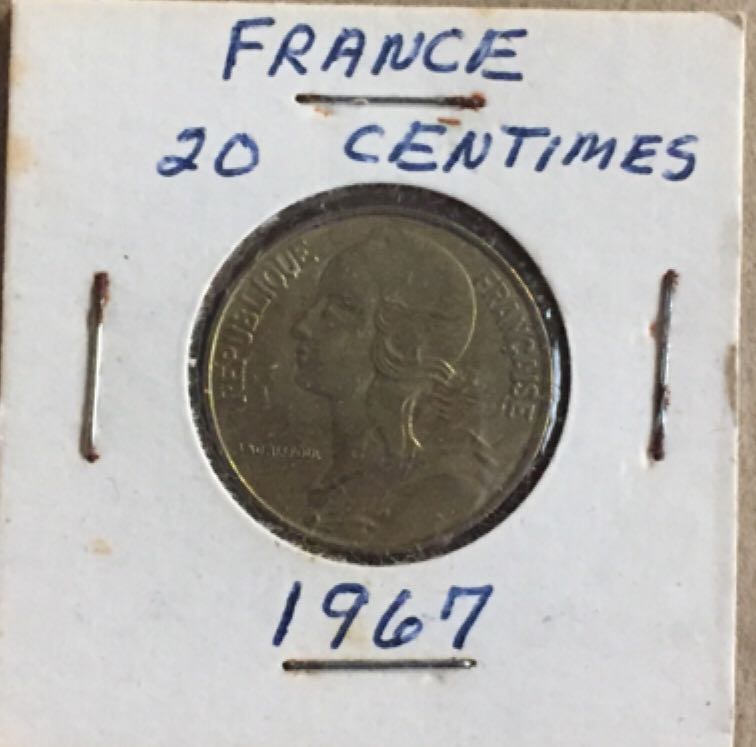 FRANCE
20 CENTIMES
REPUBLIQUE
FRANÇAISE
1967